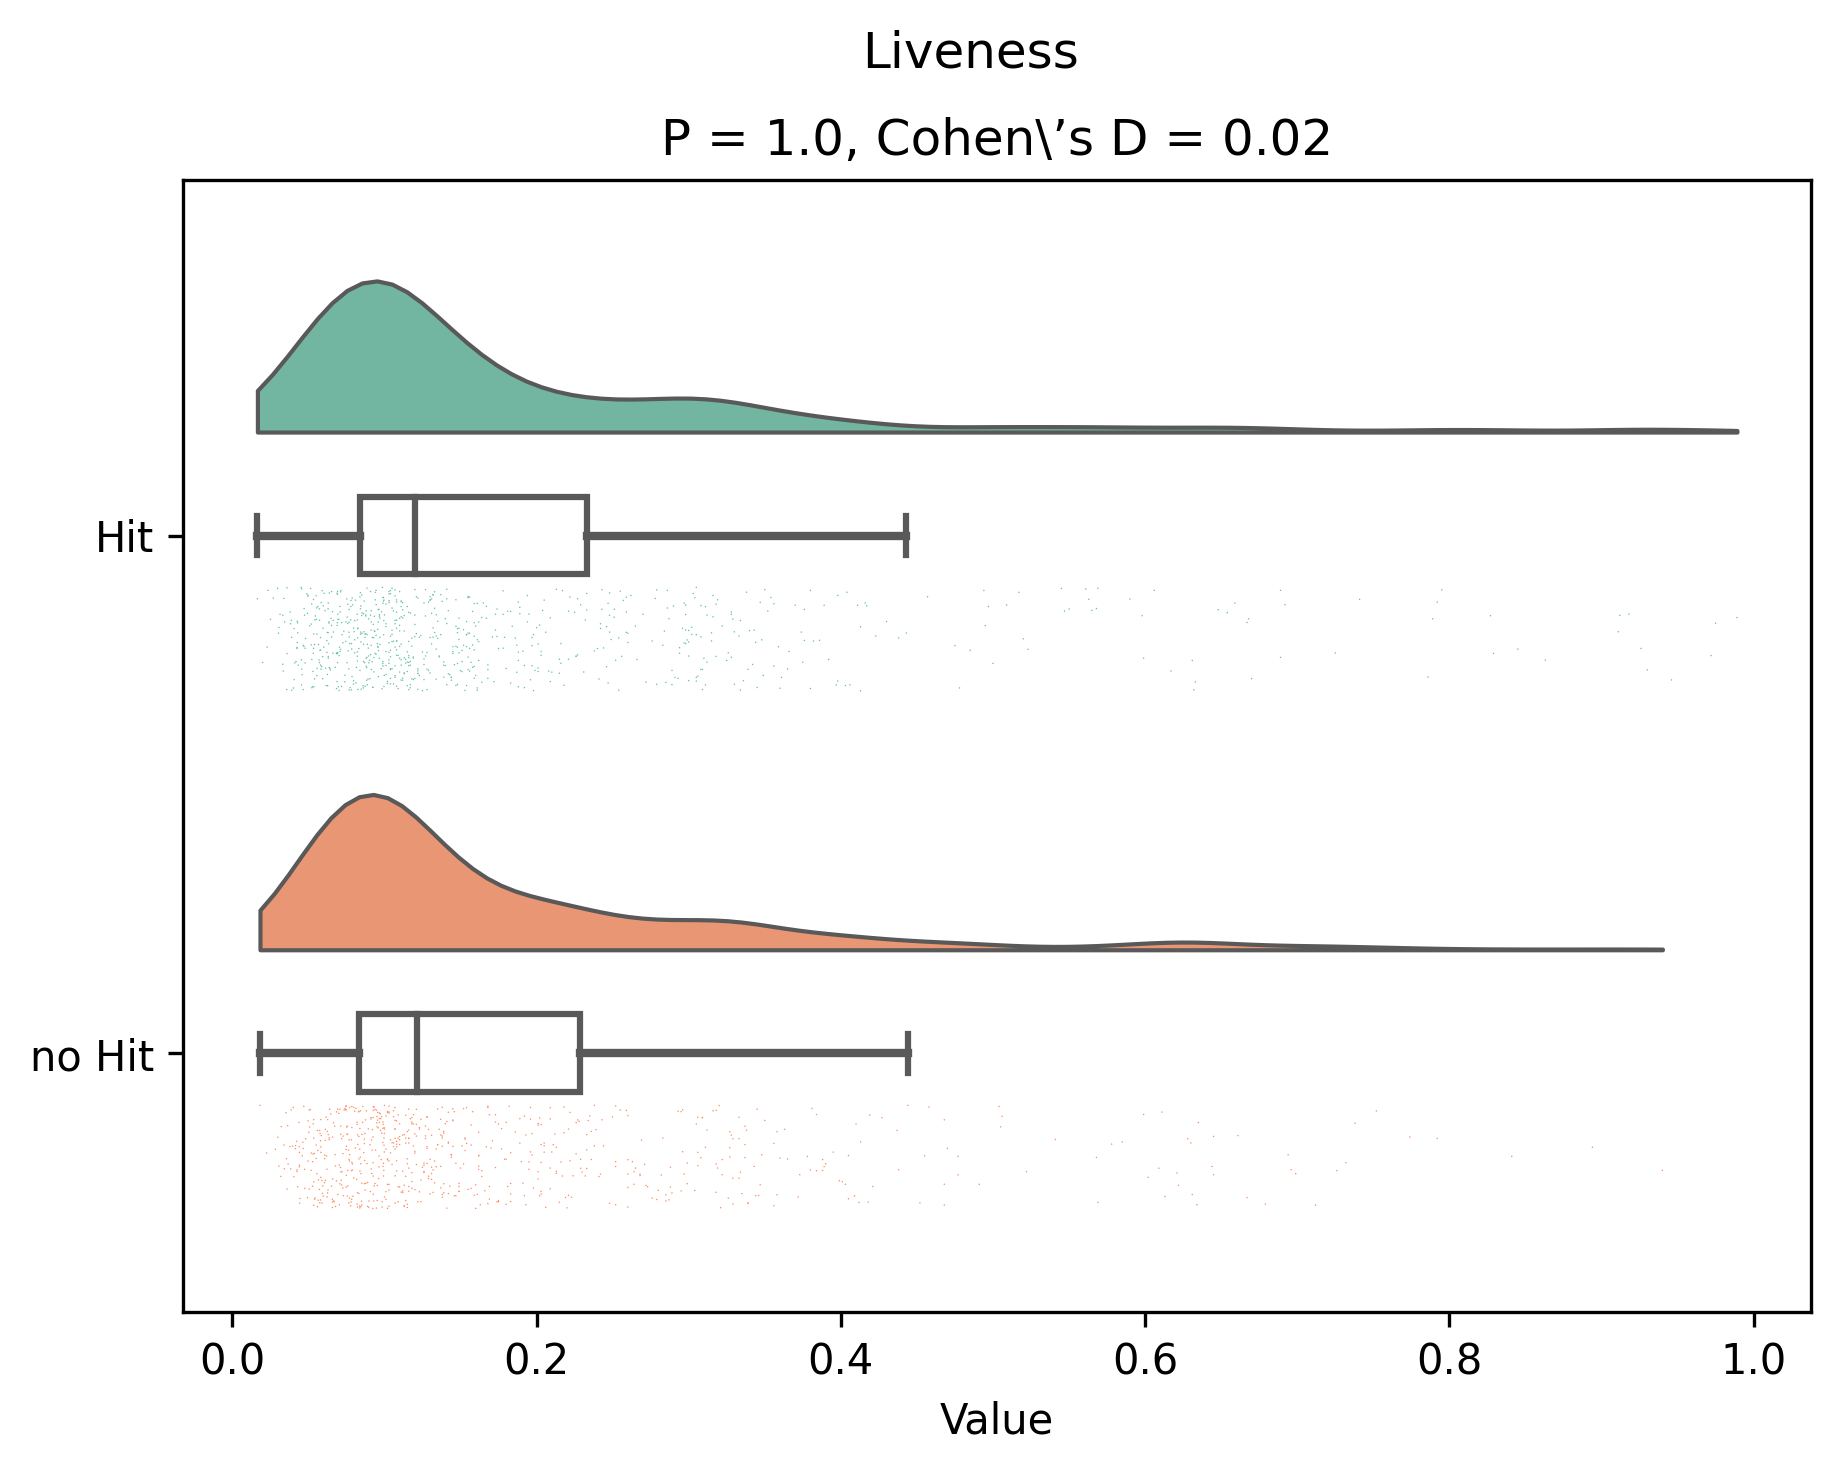 Liveness
P = 1.0, Cohen\’s D = 0.02
Hit
no Hit
0.0 0.2 0.4 0.6 0.8 1.0
Value